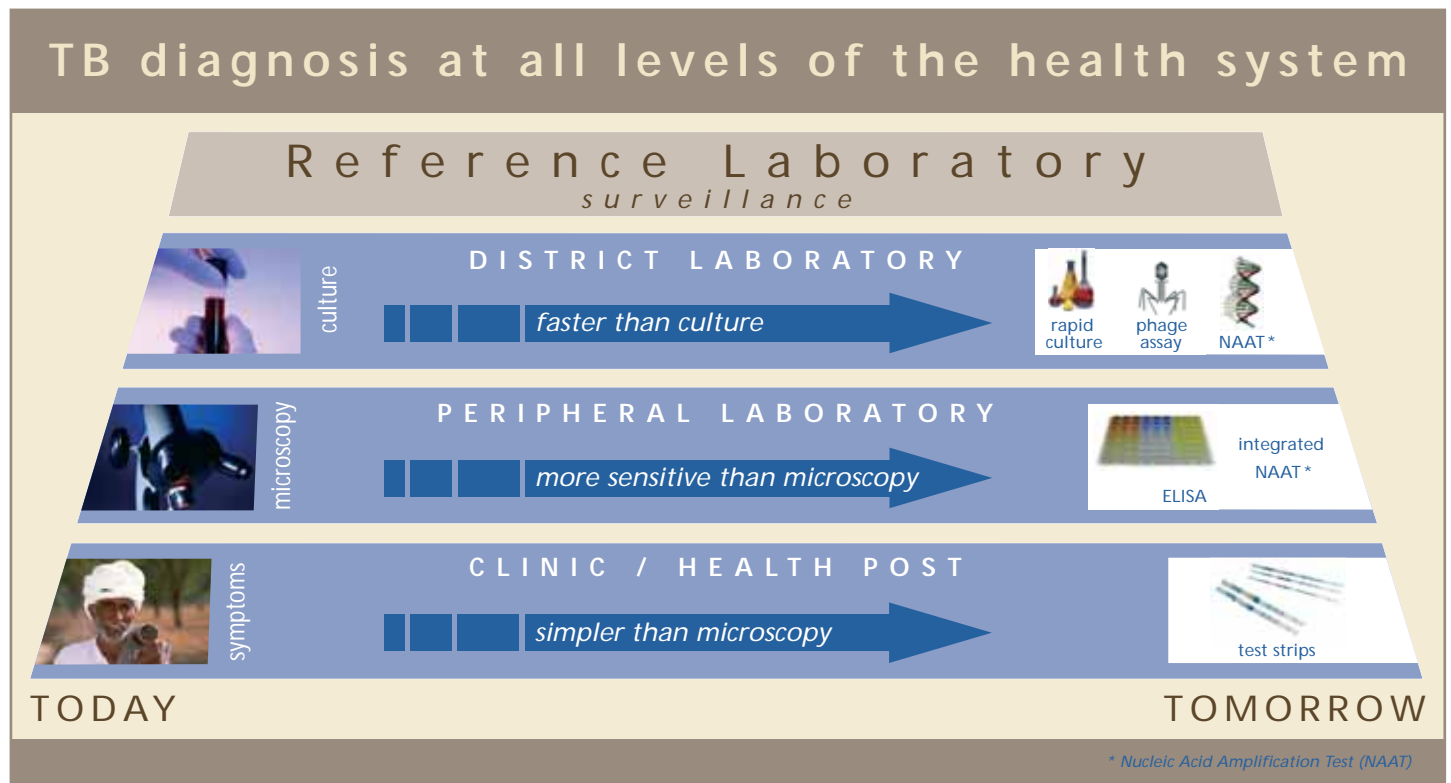 TB diagnosis at all levels of the health system
Reference Laboratory
surveillance
culture
DISTRICT LABORATORY
faster than culture
rapid
culture
phage
assay
NAAT*
microscopy
PERIPHERAL LABORATORY
more sensitive than microscopy
ELISA
integrated
NAAT*
symptoms
CLINIC / HEALTH POST
simpler than microscopy
test strips
TODAY
TOMORROW
* Nucleic Acid Amplification Test (NAAT)